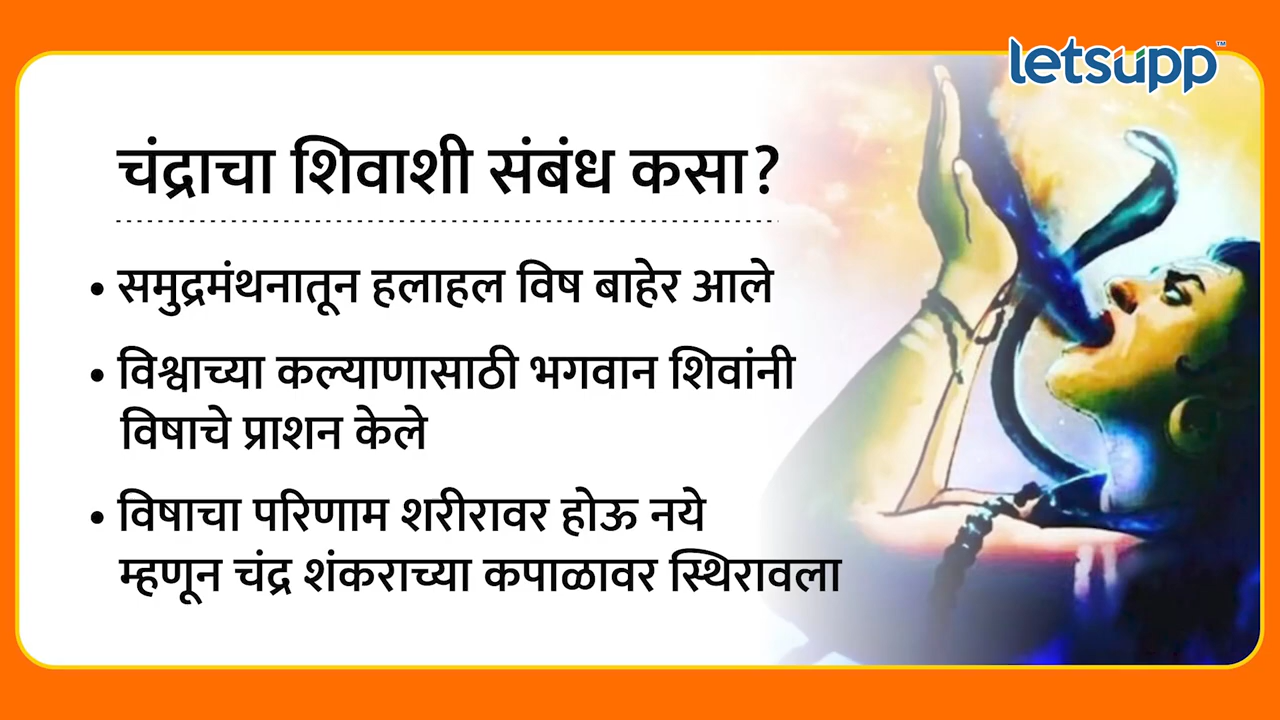 letsupp™
चंद्राचा शिवाशी संबंध कसा?
• समुद्रमंथनातून हलाहल विष बाहेर आले
• विश्वाच्या कल्याणासाठी भगवान शिवांनी
विषाचे प्राशन केले
• विषाचा परिणाम शरीरावर होऊ नये
म्हणून चंद्र शंकराच्या कपाळावर स्थिरावला